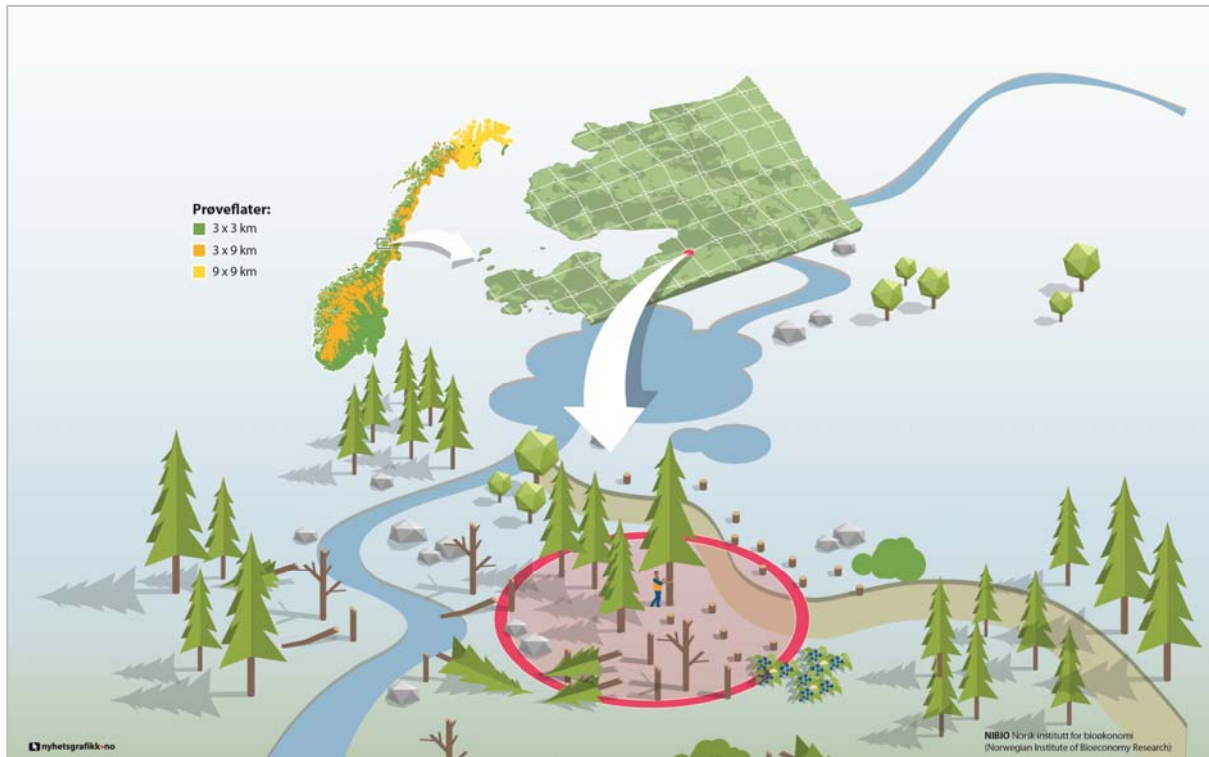 Prøveflater:
3 x 3 km
3 x 9 km
9 x 9 km
nyhetsgrafikk•no
NIBIO Norsk institutt for bioøkonomi
(Norwegian Institute of Bioeconomy Research)